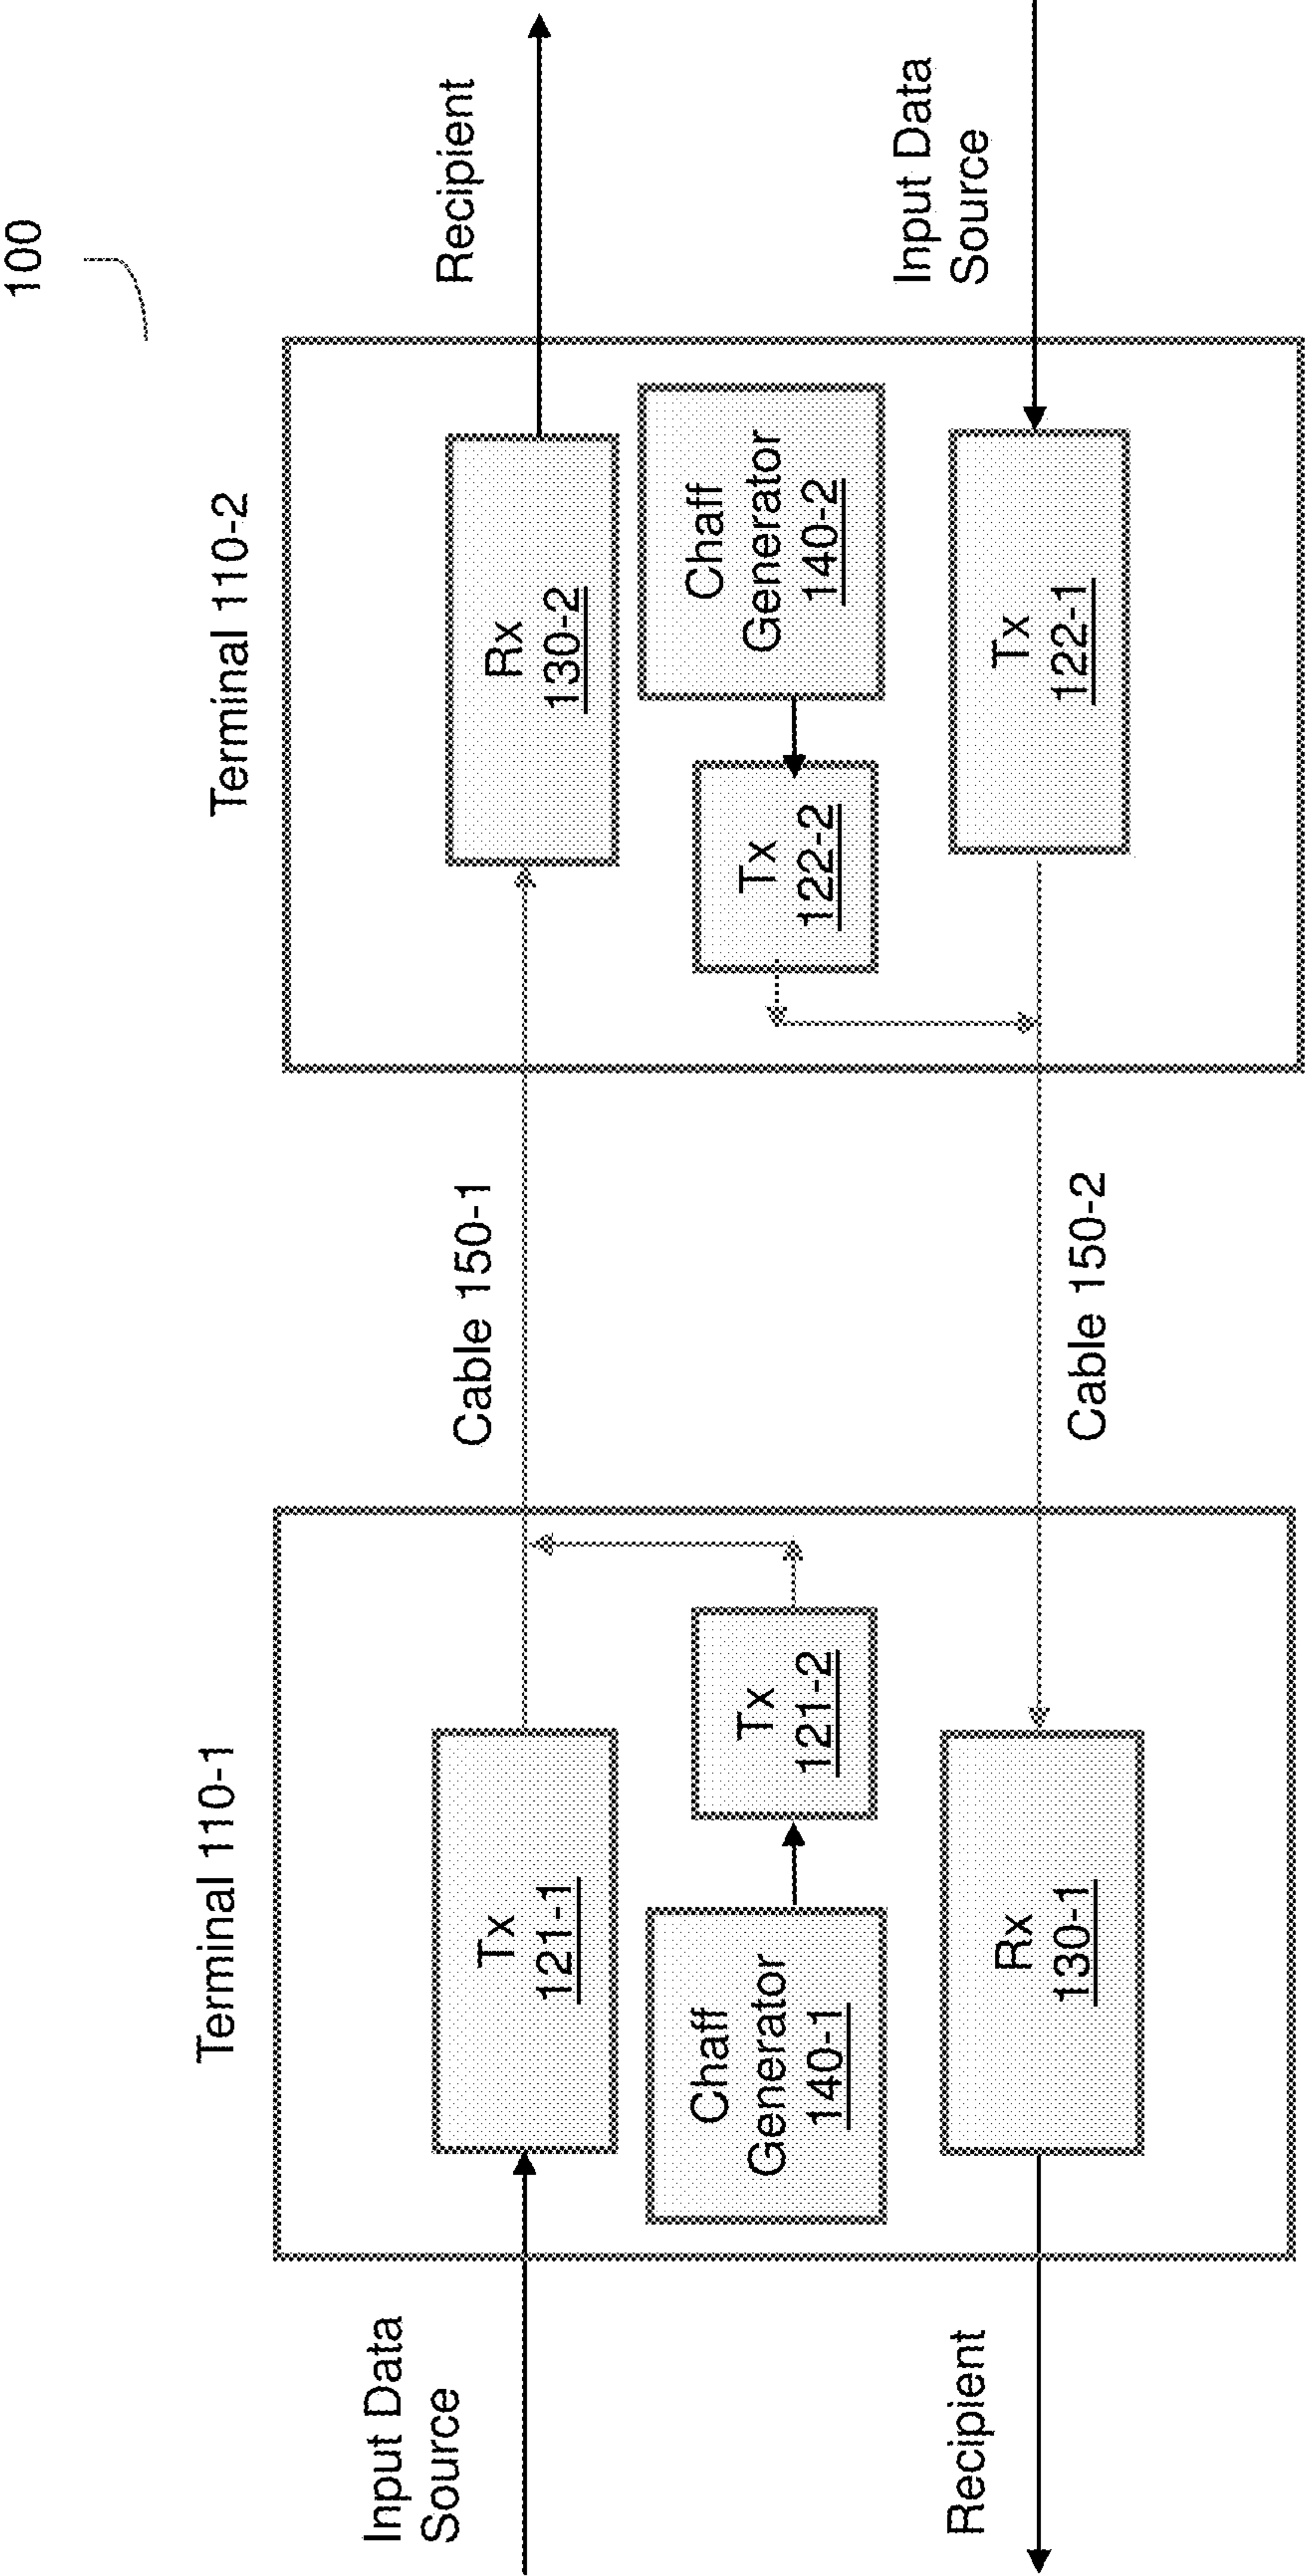 100
Terminal 110-1
Terminal 110-2
Input Data
Source
Tx
121-1
Cable 150-1
Rx
130-2
Recipient
Chaff
Generator
140-1
Tx
121-2
Tx
122-2
Chaff
Generator
140-2
Recipient
Rx
130-1
Cable 150-2
Tx
122-1
Input Data
Source